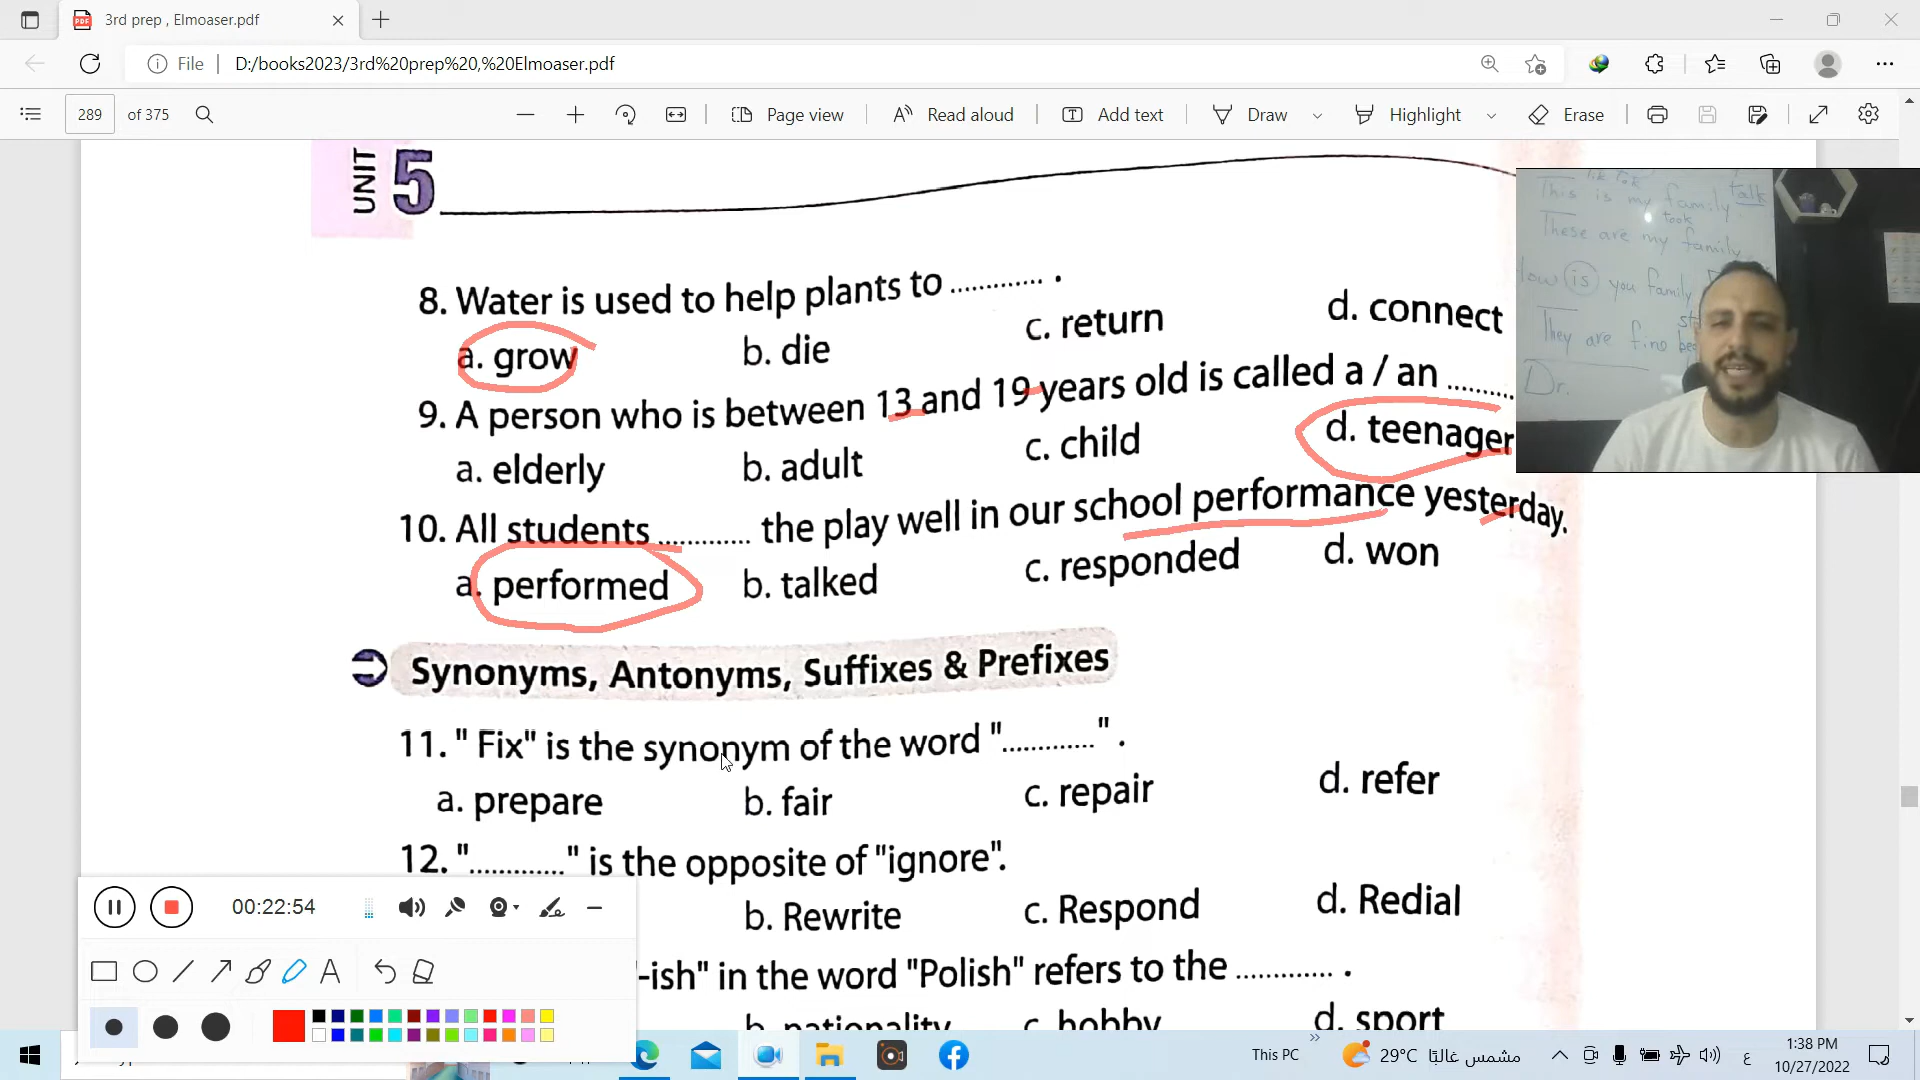 3rd prep , Elmoaser.pdf
File
D:/books2023/3rd%20prep%20,%20Elmoaser.pdf
289 of 375
Page view
Read aloud
Add text
Draw
Highlight
Erase
UNIT 5
8. Water is used to help plants to ............ .
a. grow b. die c. return d. connect
9. A person who is between 13 and 19 years old is called a / an .........
a. elderly b. adult c. child d. teenager
10. All students ............ the play well in our school performance yesterday.
a. performed b. talked c. responded d. won
Synonyms, Antonyms, Suffixes & Prefixes
11. " Fix" is the synonym of the word "............" .
a. prepare b. fair c. repair d. refer
12. "............" is the opposite of "ignore".
b. Rewrite c. Respond d. Redial
-ish" in the word "Polish" refers to the ............ .
b. nationality c. hobby d. sport
This is my family talk
took
These are my family
is you family
They are fine
Dr.
00:22:54
This PC
29°C مشمس غالبًا
ع
1:38 PM
10/27/2022